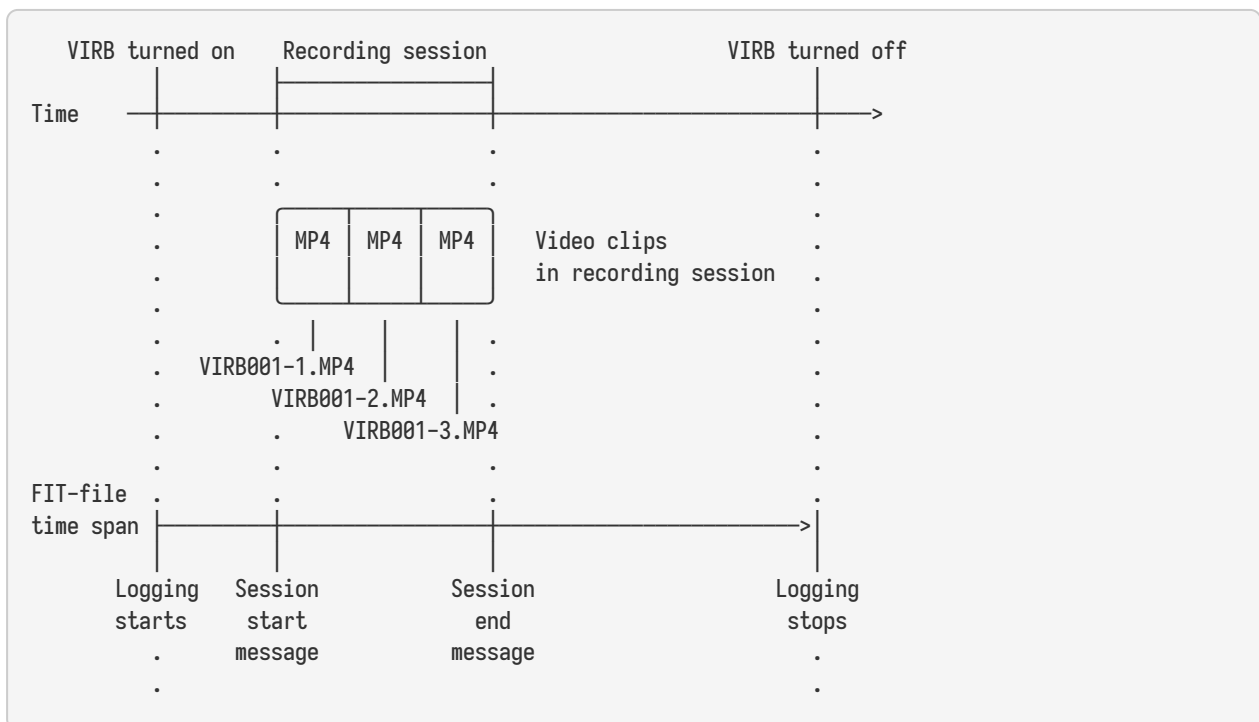 VIRB turned on Recording session VIRB turned off
Time
MP4 MP4 MP4 Video clips
in recording session
VIRB001-1.MP4
VIRB001-2.MP4
VIRB001-3.MP4
FIT-file
time span
Logging Session Session Logging
starts start end stops
message message